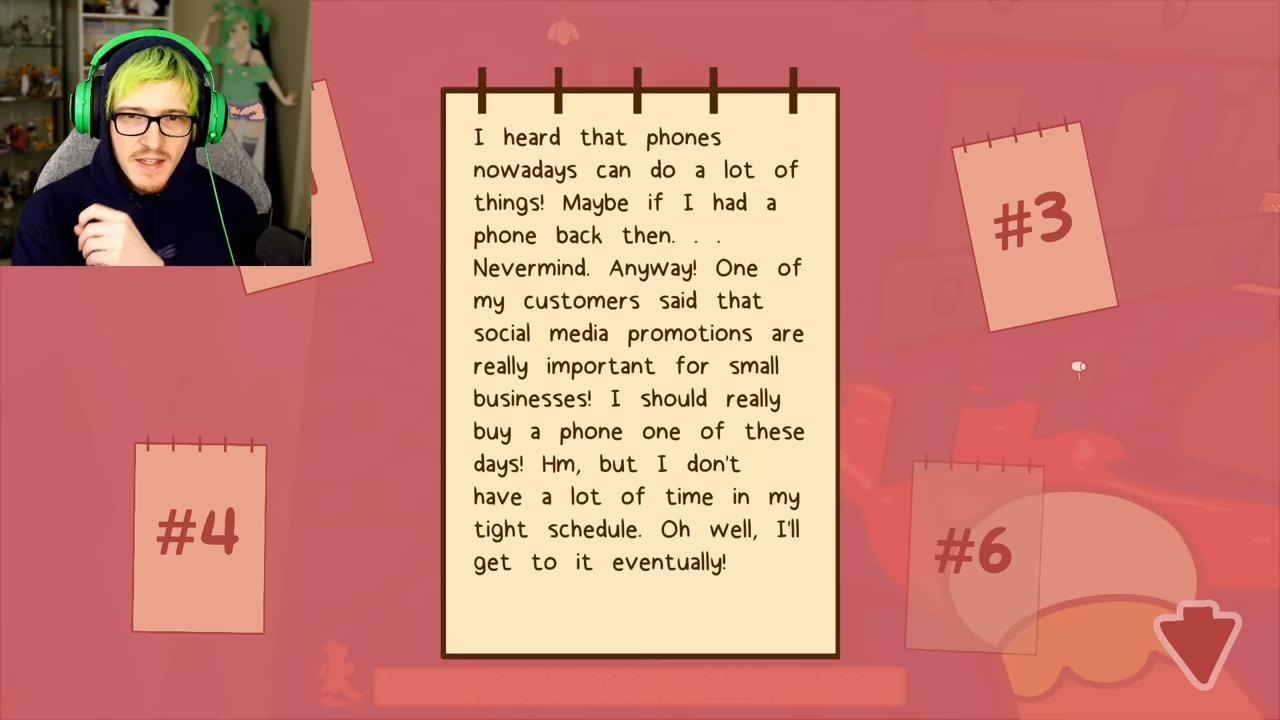 I heard that phones
nowadays can do a lot of
things! Maybe if I had a
phone back then. . .
Nevermind. Anyway! One of
my customers said that
social media promotions are
really important for small
businesses! I should really
buy a phone one of these
days! Hm, but I don't
have a lot of time in my
tight schedule. Oh well, I'll
get to it eventually!
#3
#4
#6